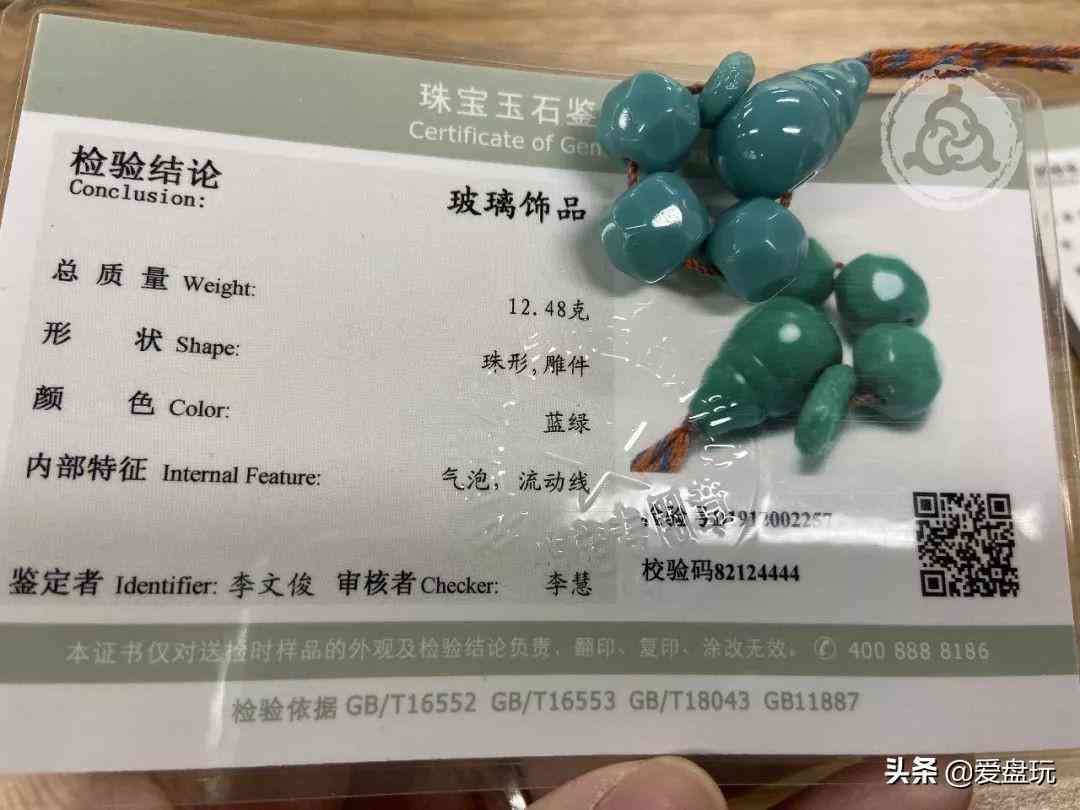 珠宝玉石鉴
Certificate of Gem
检验结论
Conclusion:
玻璃饰品
总质量 Weight: 12.48克
形状 Shape: 珠形,雕件
颜色 Color: 蓝绿
内部特征 Internal Feature: 气泡，流动线
校验码82124444
鉴定者 Identifier: 李文俊 审核者 Checker: 李慧
本证书仅对送检时样品的外观及检验结论负责，翻印、复印、涂改无效。 400 888 8186
检验依据 GB/T16552 GB/T16553 GB/T18043 GB11887
头条 @爱盘玩